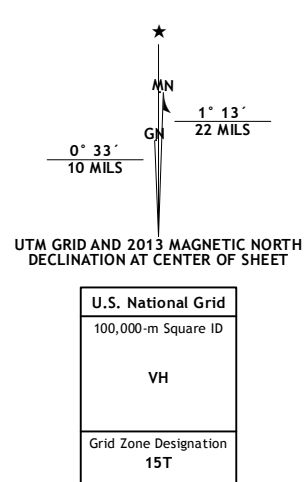 ★
MN
1° 13´
22 MILS
GN
0° 33´
10 MILS
UTM GRID AND 2013 MAGNETIC NORTH
DECLINATION AT CENTER OF SHEET
U.S. National Grid
100,000-m Square ID
VH
Grid Zone Designation
15T